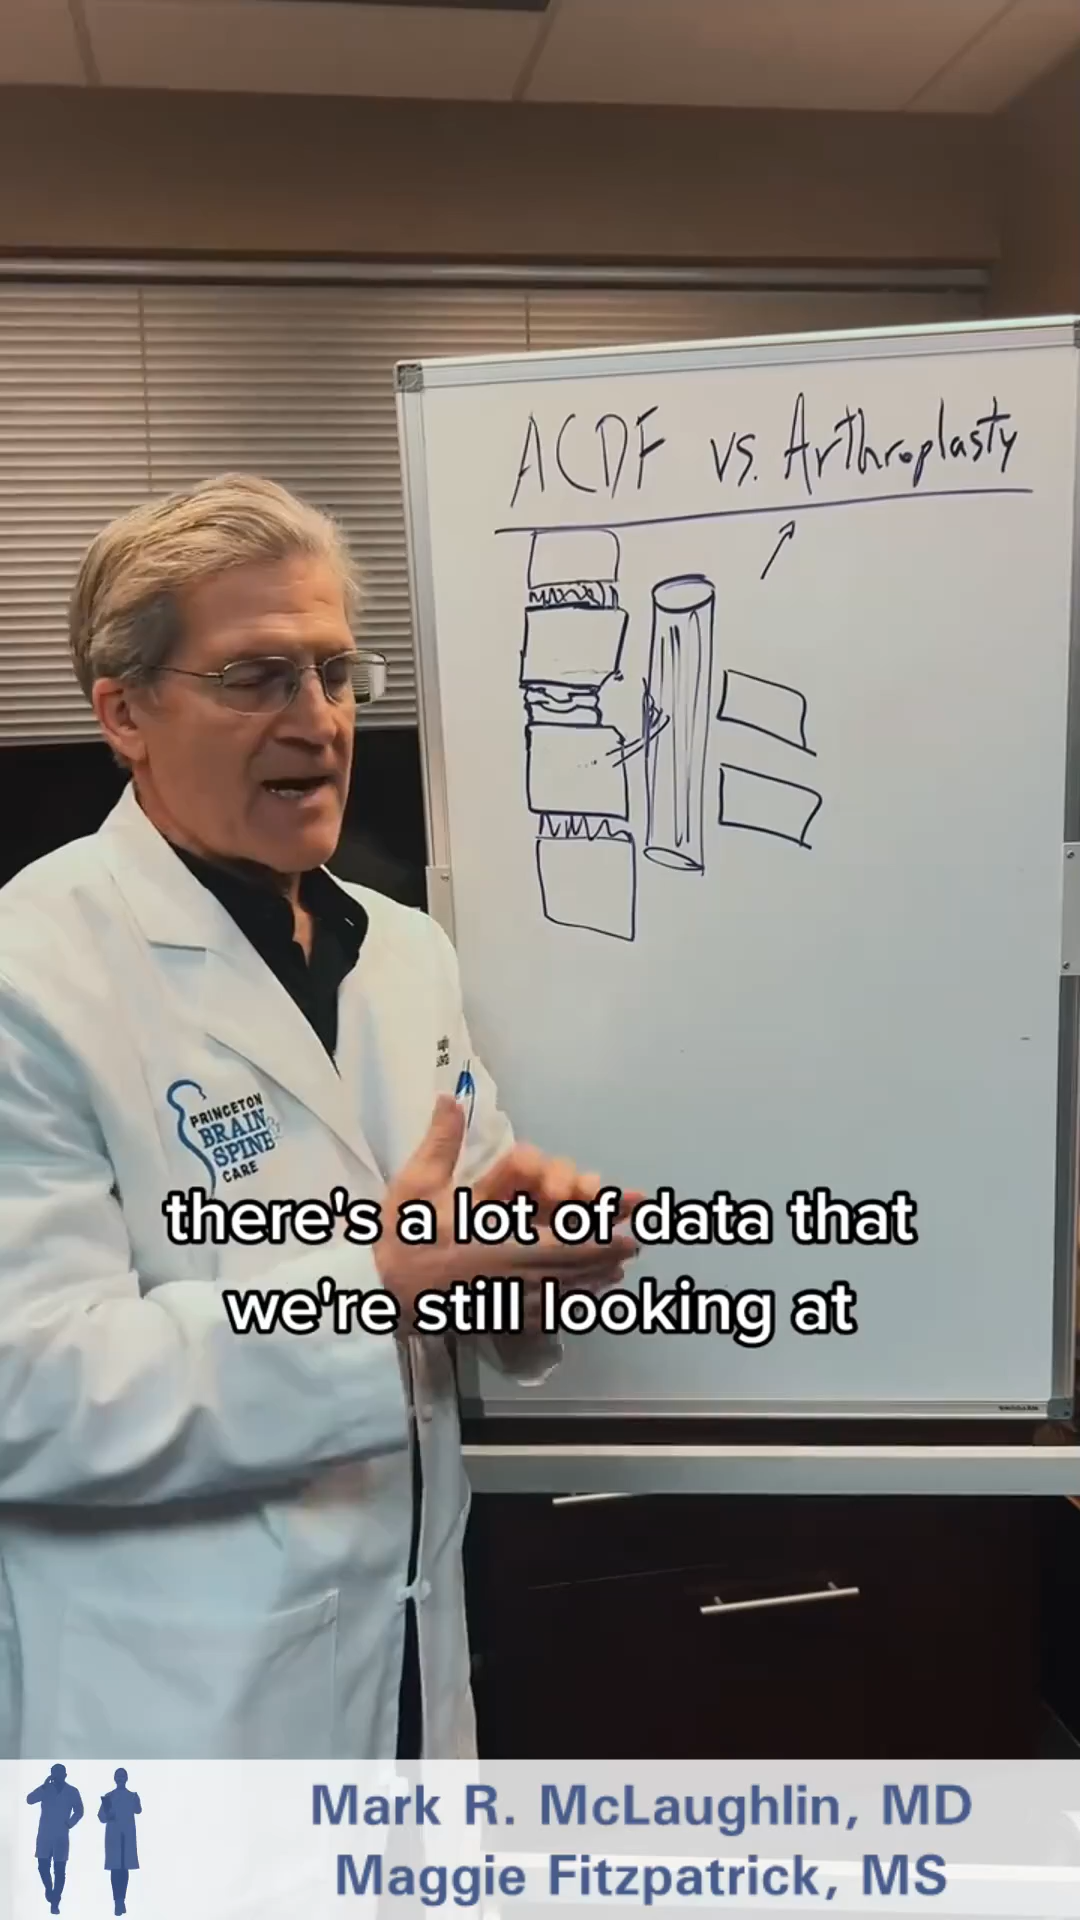 ACDF vs. Arthroplasty
PRINCETON
BRAIN &
SPINE
CARE
there's a lot of data that
we're still looking at
Mark R. McLaughlin, MD
Maggie Fitzpatrick, MS